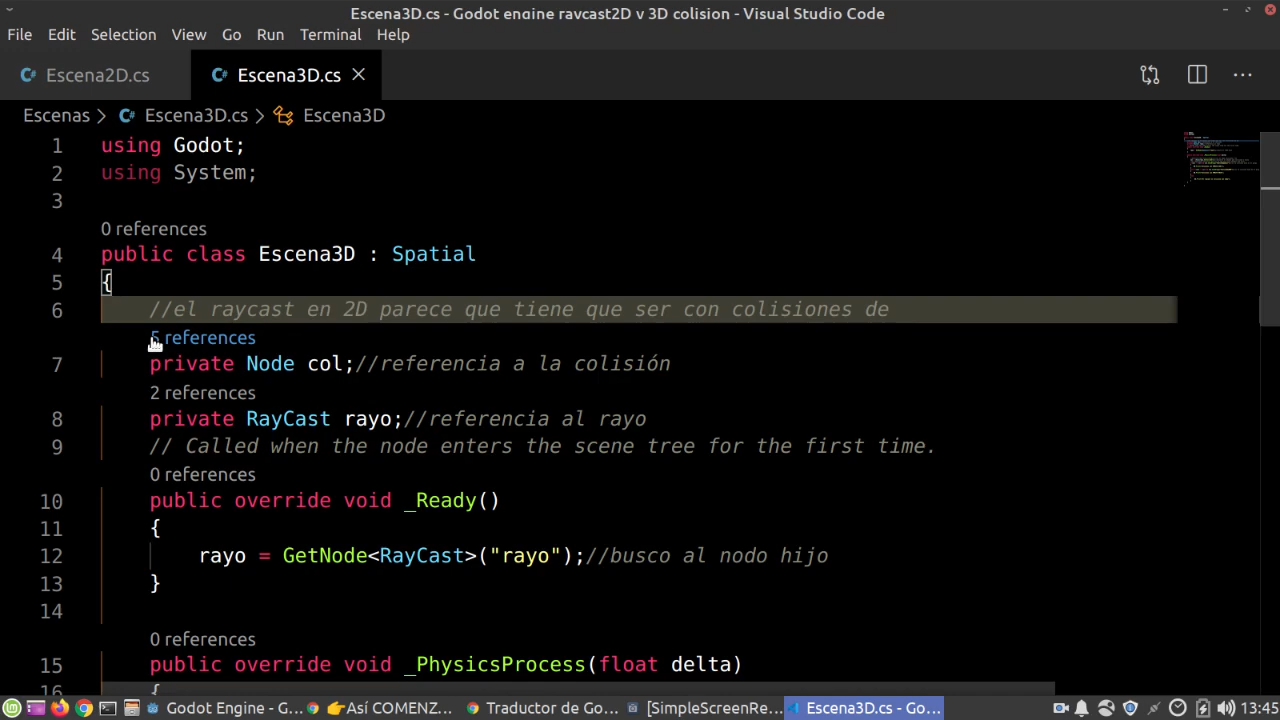 Escena3D.cs - Godot engine raycast2D y 3D colision - Visual Studio Code
File Edit Selection View Go Run Terminal Help
Escena2D.cs Escena3D.cs
Escenas > Escena3D.cs > Escena3D
1 using Godot;
2 using System;
3
0 references
4 public class Escena3D : Spatial
5 {
6 //el raycast en 2D parece que tiene que ser con colisiones de
5 references
7 private Node col;//referencia a la colisión
2 references
8 private RayCast rayo;//referencia al rayo
9 // Called when the node enters the scene tree for the first time.
0 references
10 public override void _Ready()
11 {
12 rayo = GetNode<RayCast>("rayo");//busco al nodo hijo
13 }
14
0 references
15 public override void _PhysicsProcess(float delta)
16 {
Godot Engine - G... 👉Así COMENZ... Traductor de Go... [SimpleScreenRe... Escena3D.cs - Go... 13:45